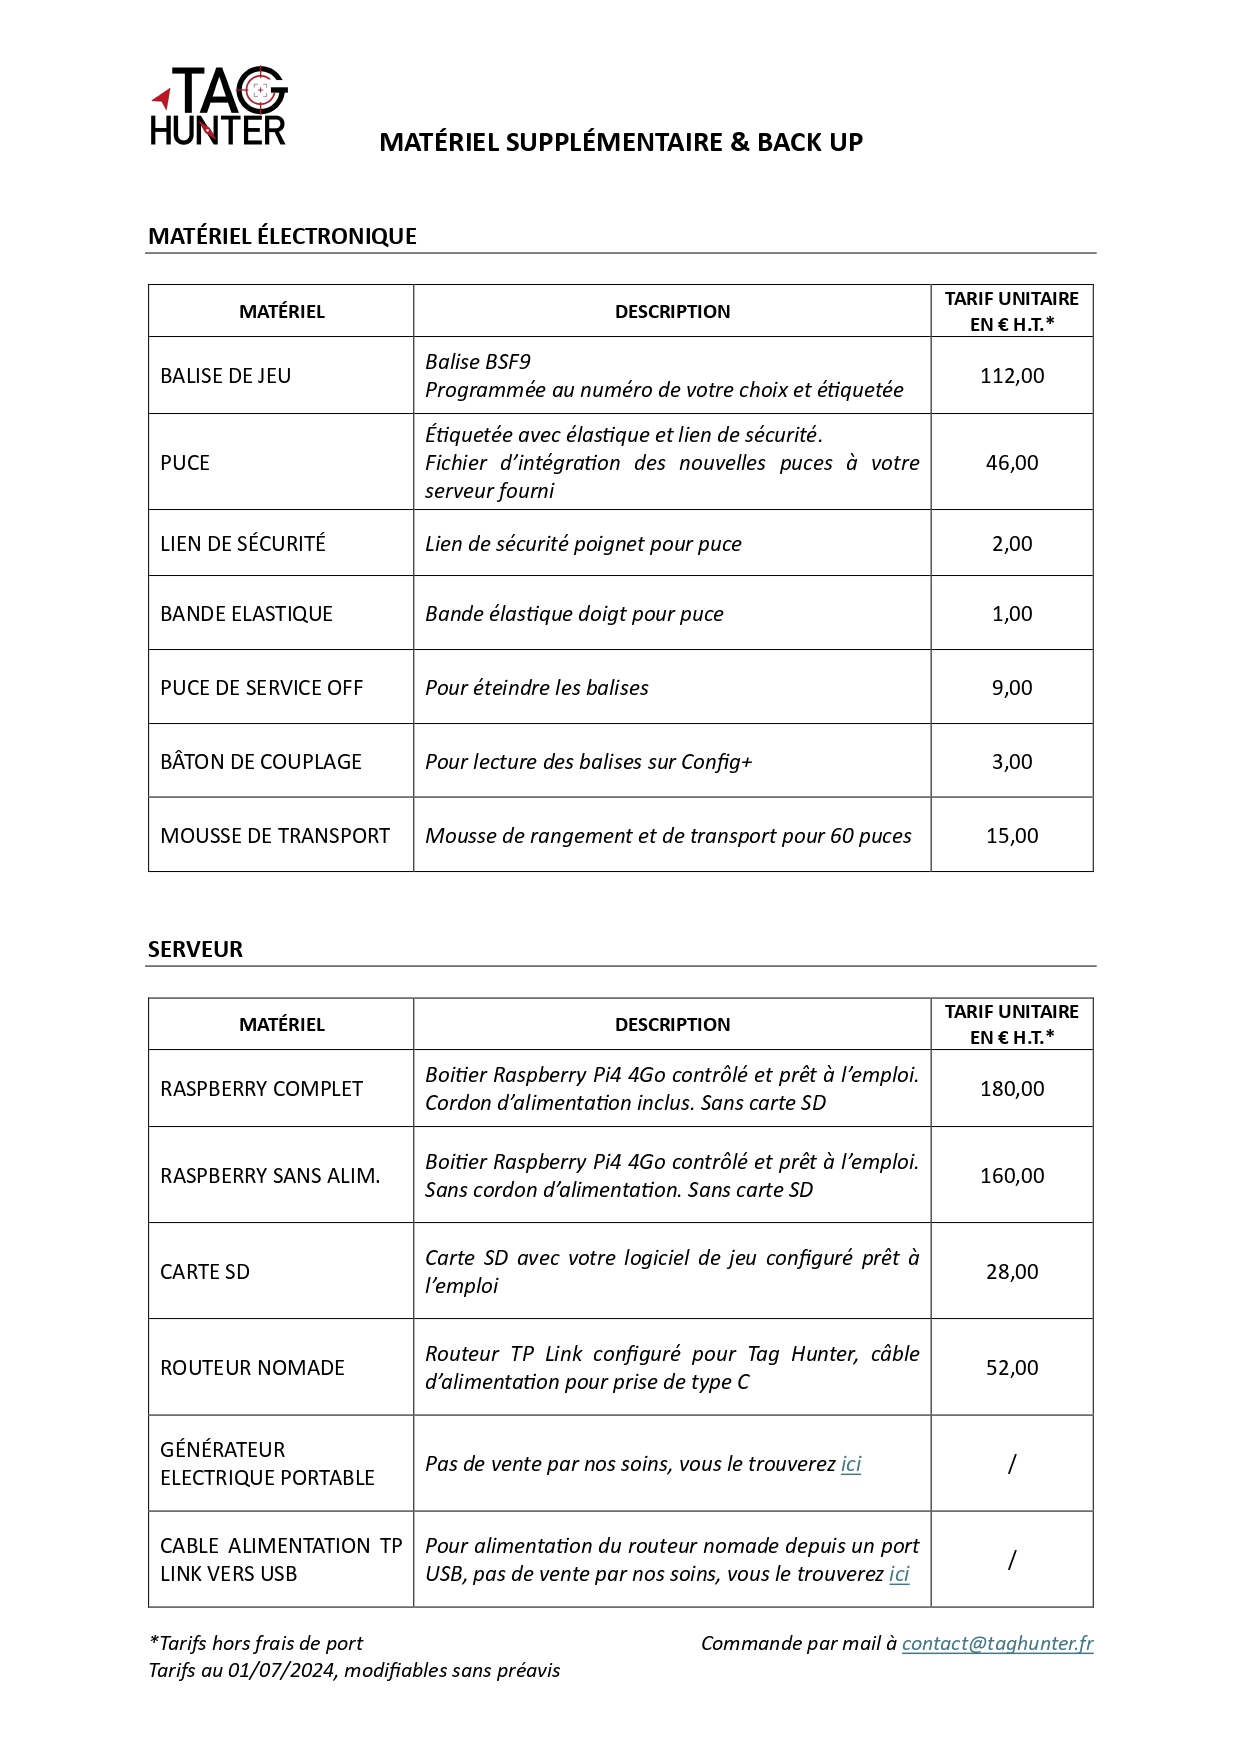 TAG
HUNTER
MATÉRIEL SUPPLÉMENTAIRE & BACK UP
MATÉRIEL ÉLECTRONIQUE
MATÉRIEL
DESCRIPTION
TARIF UNITAIRE
EN € H.T.*
BALISE DE JEU
Balise BSF9
Programmée au numéro de votre choix et étiquetée
112,00
PUCE
Étiquetée avec élastique et lien de sécurité.
Fichier d’intégration des nouvelles puces à votre
serveur fourni
46,00
LIEN DE SÉCURITÉ
Lien de sécurité poignet pour puce
2,00
BANDE ELASTIQUE
Bande élastique doigt pour puce
1,00
PUCE DE SERVICE OFF
Pour éteindre les balises
9,00
BÂTON DE COUPLAGE
Pour lecture des balises sur Config+
3,00
MOUSSE DE TRANSPORT
Mousse de rangement et de transport pour 60 puces
15,00
SERVEUR
MATÉRIEL
DESCRIPTION
TARIF UNITAIRE
EN € H.T.*
RASPBERRY COMPLET
Boitier Raspberry Pi4 4Go contrôlé et prêt à l’emploi.
Cordon d’alimentation inclus. Sans carte SD
180,00
RASPBERRY SANS ALIM.
Boitier Raspberry Pi4 4Go contrôlé et prêt à l’emploi.
Sans cordon d’alimentation. Sans carte SD
160,00
CARTE SD
Carte SD avec votre logiciel de jeu configuré prêt à
l’emploi
28,00
ROUTEUR NOMADE
Routeur TP Link configuré pour Tag Hunter, câble
d’alimentation pour prise de type C
52,00
GÉNÉRATEUR
ELECTRIQUE PORTABLE
Pas de vente par nos soins, vous le trouverez ici
/
CABLE ALIMENTATION TP
LINK VERS USB
Pour alimentation du routeur nomade depuis un port
USB, pas de vente par nos soins, vous le trouverez ici
/
*Tarifs hors frais de port
Commande par mail à contact@taghunter.fr
Tarifs au 01/07/2024, modifiables sans préavis